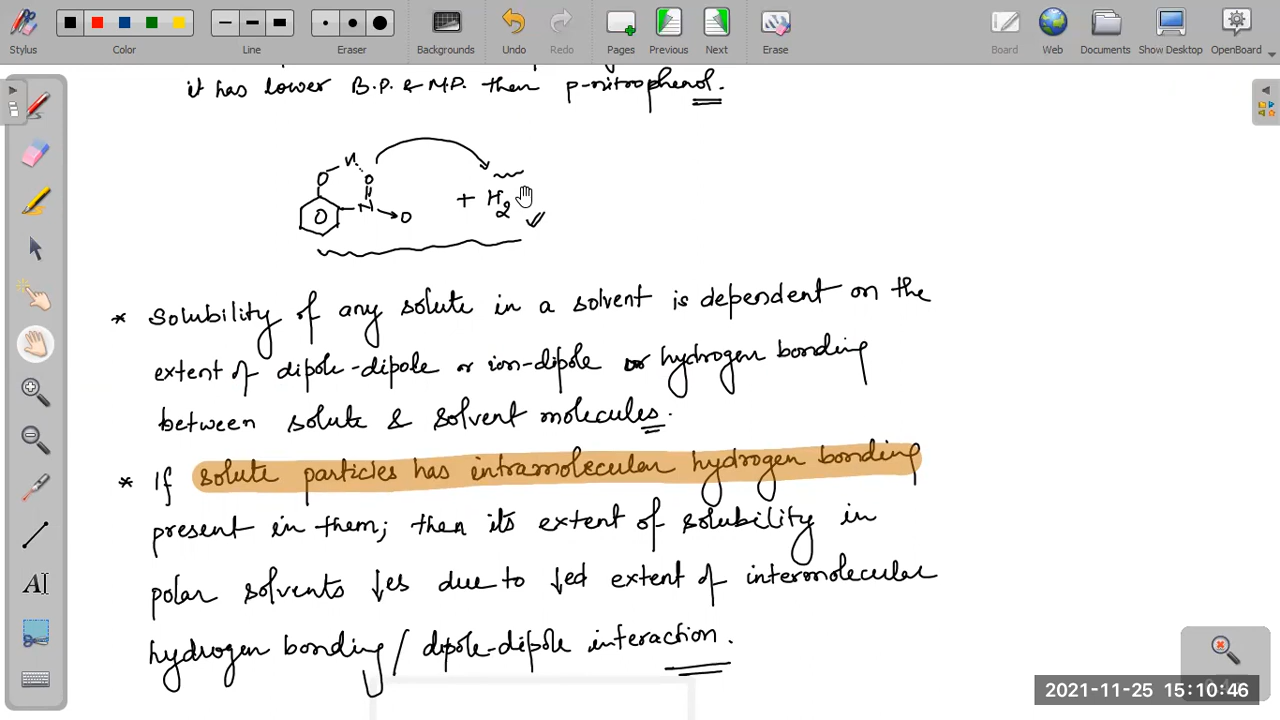 Stylus
Color
Line
Eraser
Backgrounds
Undo
Redo
Pages
Previous
Next
Erase
Board
Web
Documents
Show Desktop
OpenBoard
it has lower B.P. & M.P. then p-nitrophenol.
H
O O
O N O + H2
* Solubility of any solute in a solvent is dependent on the
extent of dipole-dipole or ion-dipole or hydrogen bonding
between solute & solvent molecules.
* If solute particles has intramolecular hydrogen bonding
present in them; then its extent of solubility in
polar solvents ↓es due to ↓ed extent of intermolecular
hydrogen bonding / dipole-dipole interaction.
2021-11-25 15:10:46